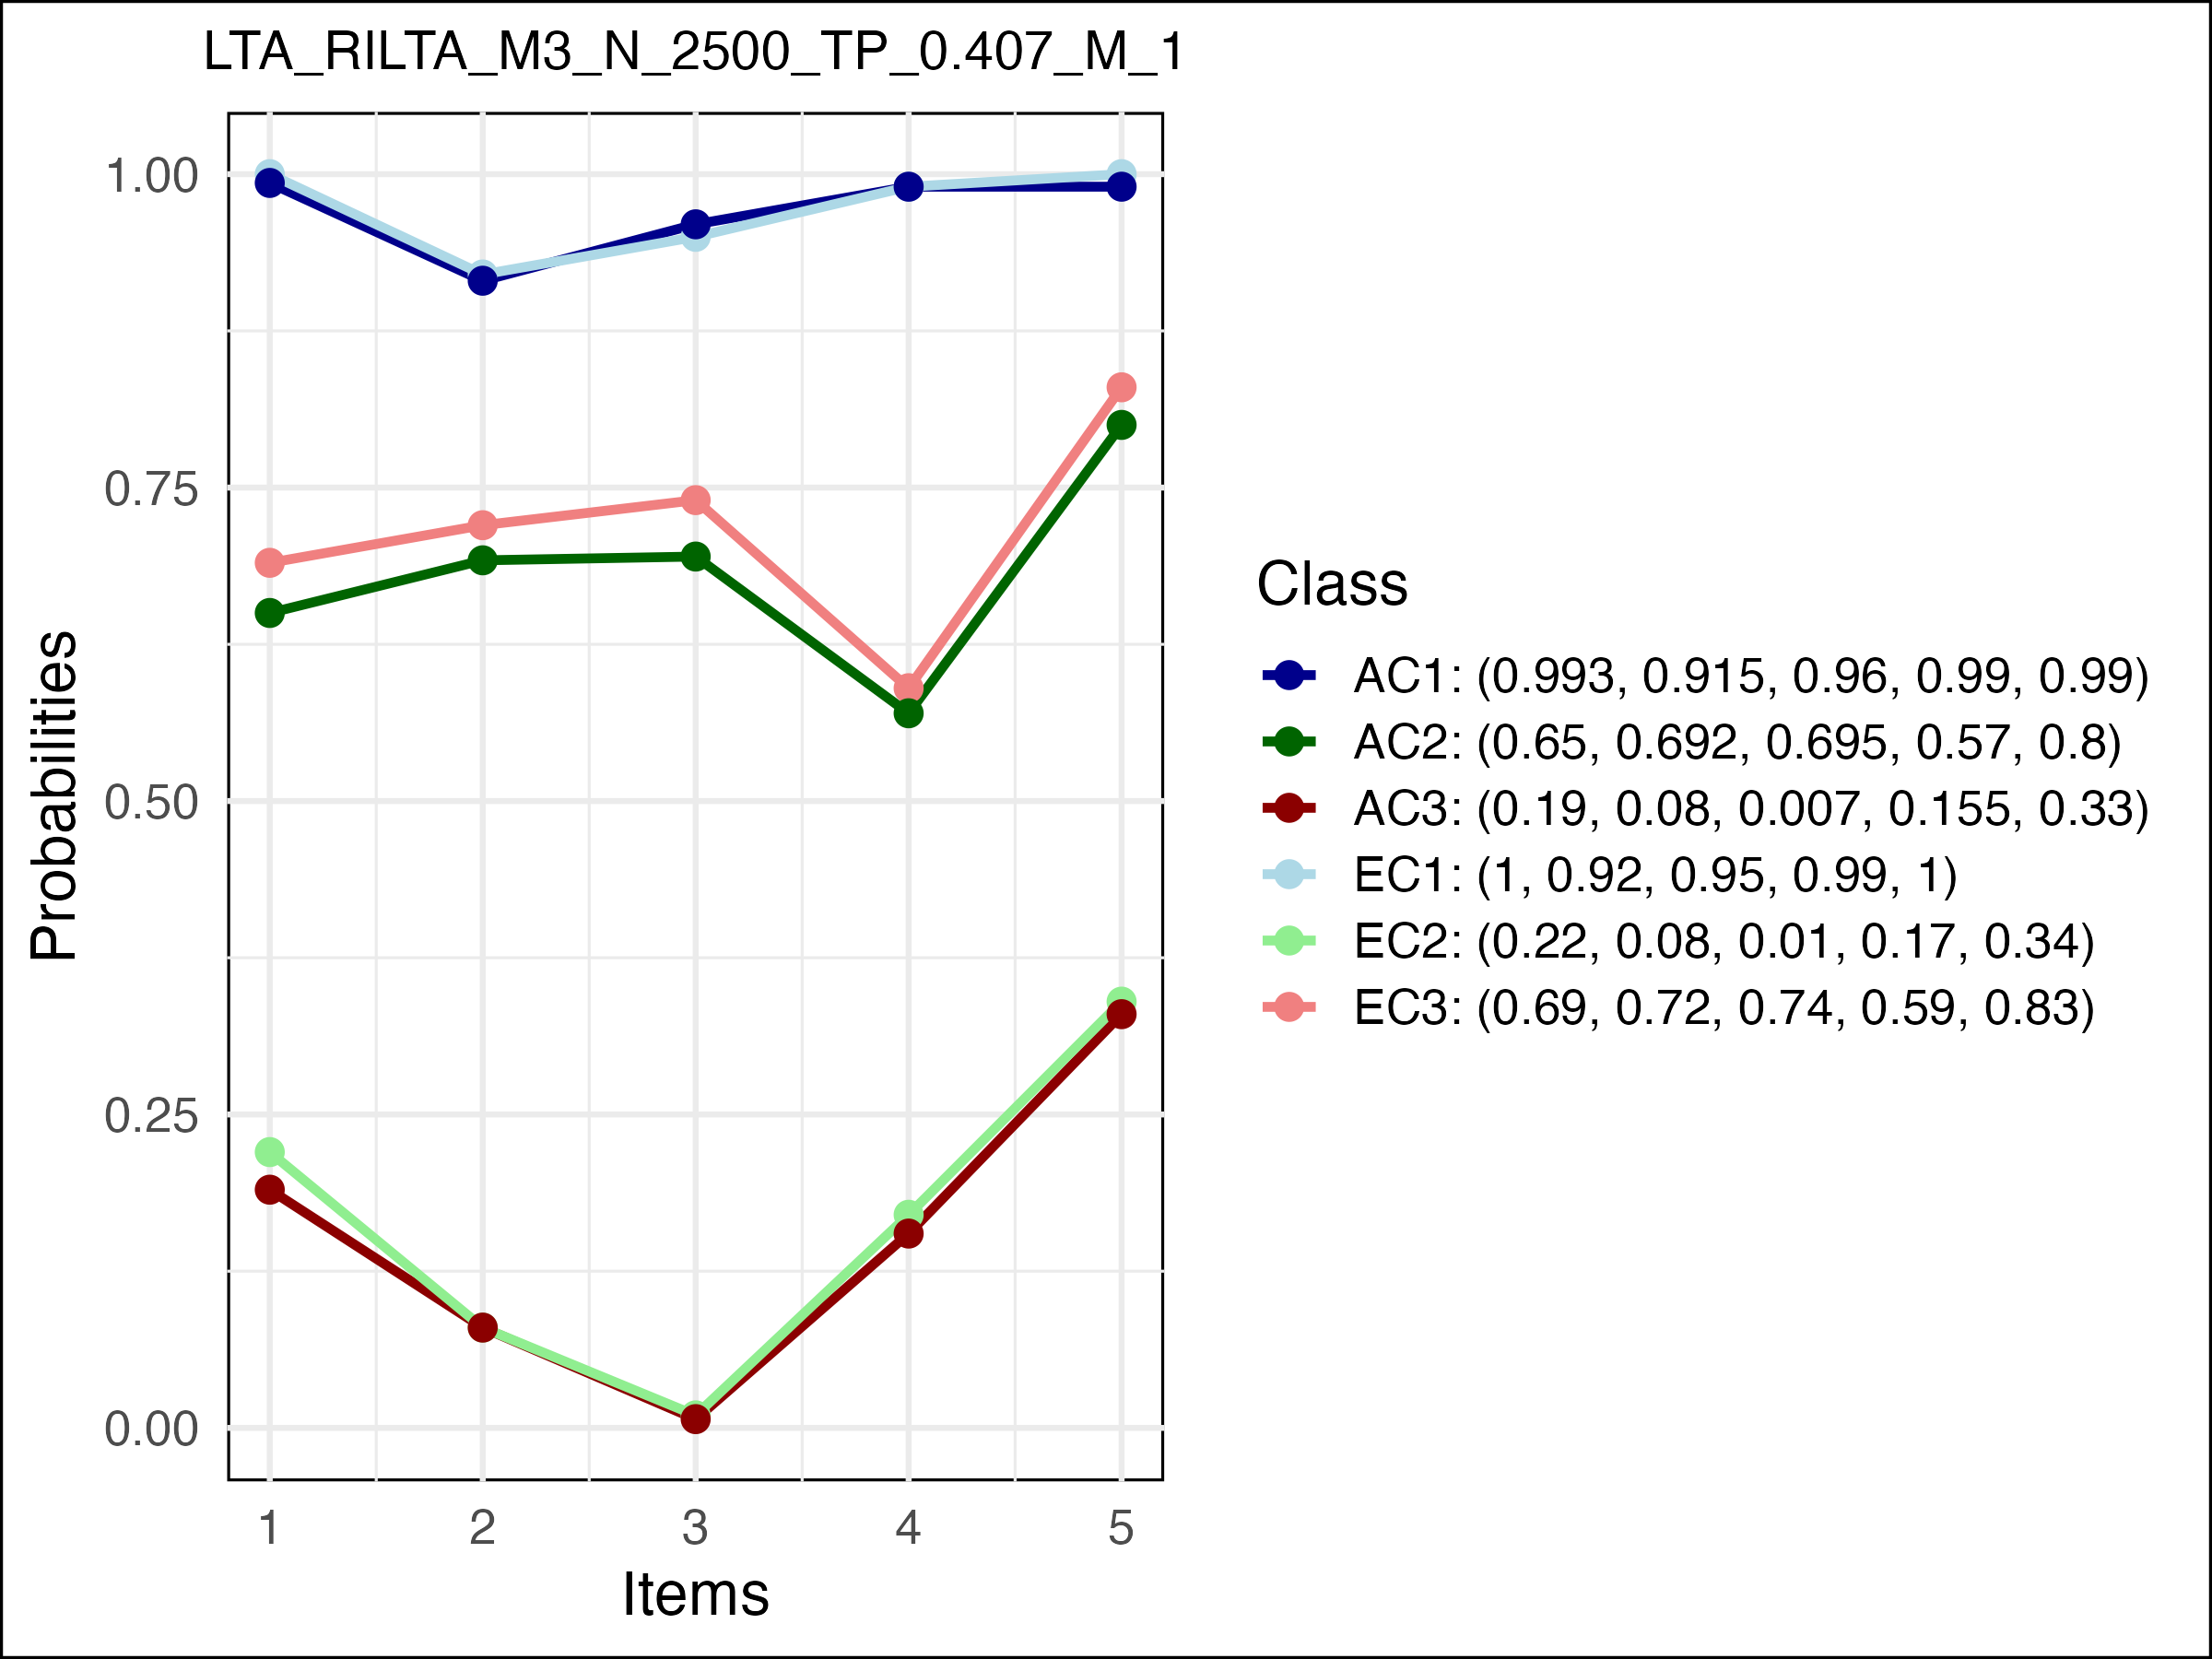 LTA_RILTA_M3_N_2500_TP_0.407_M_1
1.00
0.75
0.50
0.25
0.00
Probabilities
1 2 3 4 5
Items
Class
AC1: (0.993, 0.915, 0.96, 0.99, 0.99)
AC2: (0.65, 0.692, 0.695, 0.57, 0.8)
AC3: (0.19, 0.08, 0.007, 0.155, 0.33)
EC1: (1, 0.92, 0.95, 0.99, 1)
EC2: (0.22, 0.08, 0.01, 0.17, 0.34)
EC3: (0.69, 0.72, 0.74, 0.59, 0.83)